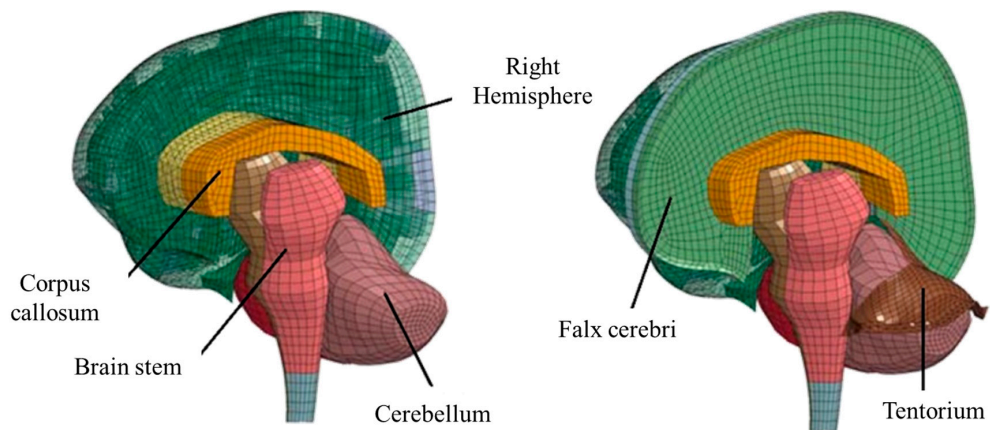 Right
Hemisphere
Corpus
callosum
Brain stem
Cerebellum
Falx cerebri
Tentorium